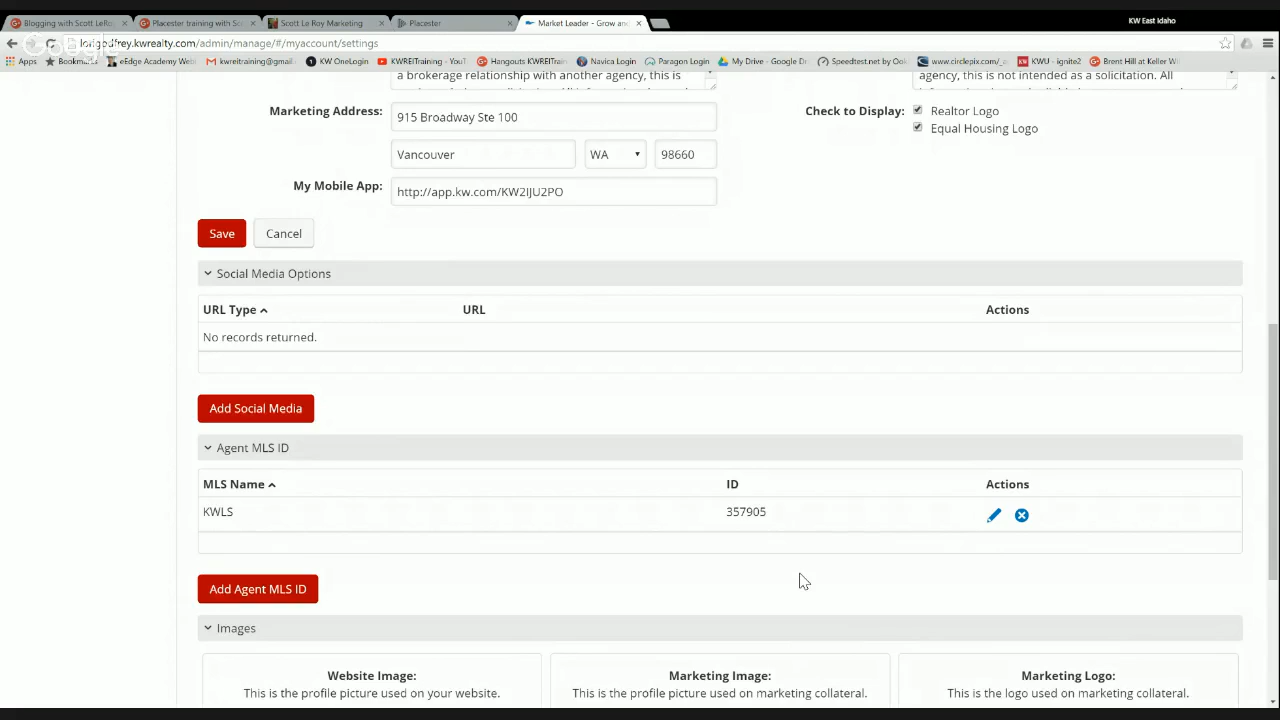 KW East Idaho
Blogging with Scott LeRo
Placester training with Sc
Scott Le Roy Marketing
Placester
Market Leader - Grow an
frey.kwrealty.com/admin/manage/#/myaccount/settings
Apps
Bookmark
eEdge Academy Web
kwreitraining@gmail.c
KW OneLogin
KWREITraining - YouT
Hangouts KWREITrain
Navica Login
Paragon Login
My Drive - Google Dr
Speedtest.net by Ook
www.circlepix.com/
KWU - ignite2
Brent Hill at Keller Wil
a brokerage relationship with another agency, this is
agency, this is not intended as a solicitation. All
Marketing Address:
915 Broadway Ste 100
Check to Display:
Realtor Logo
Equal Housing Logo
Vancouver
WA
98660
My Mobile App:
http://app.kw.com/KW2IJU2PO
Save
Cancel
Social Media Options
URL Type
URL
Actions
No records returned.
Add Social Media
Agent MLS ID
MLS Name
ID
Actions
KWLS
357905
Add Agent MLS ID
Images
Website Image:
Marketing Image:
Marketing Logo:
This is the profile picture used on your website.
This is the profile picture used on marketing collateral.
This is the logo used on marketing collateral.